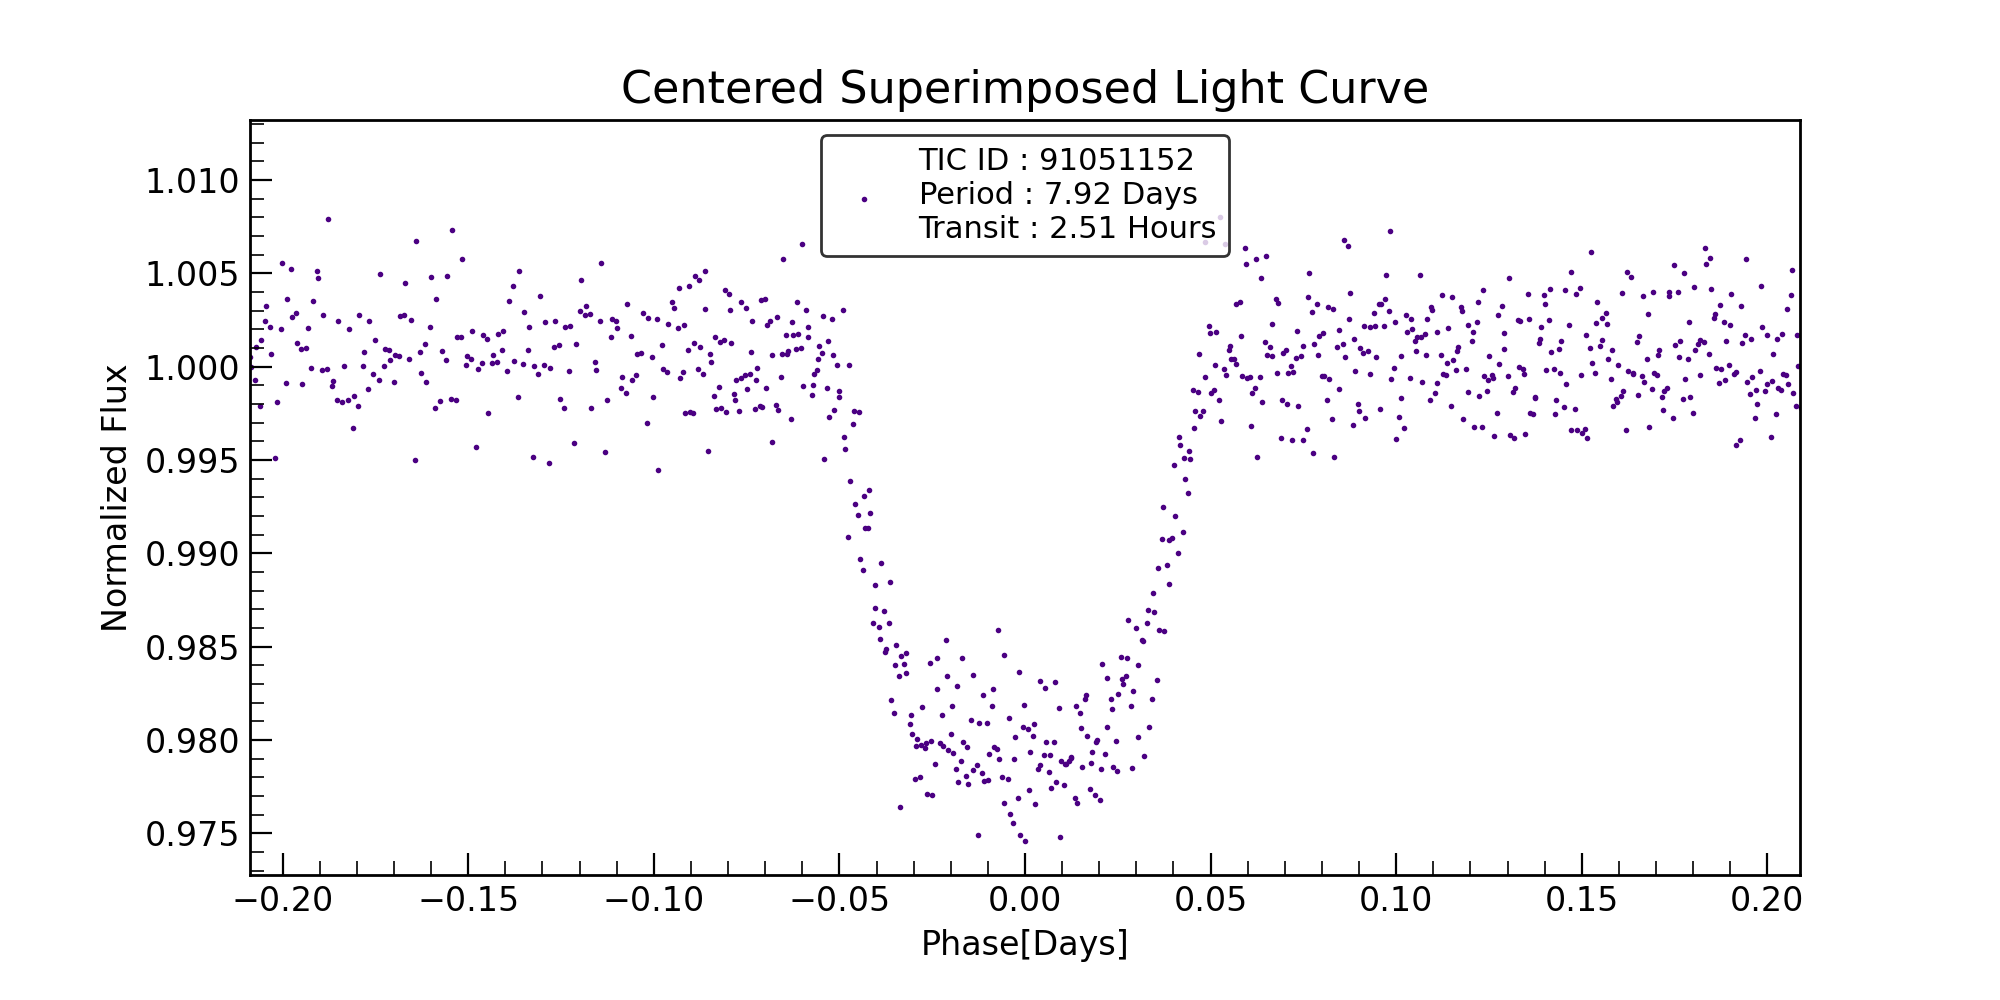 Centered Superimposed Light Curve
TIC ID : 91051152
Period : 7.92 Days
Transit : 2.51 Hours
Normalized Flux
1.010
1.005
1.000
0.995
0.990
0.985
0.980
0.975
−0.20 −0.15 −0.10 −0.05 0.00 0.05 0.10 0.15 0.20
Phase[Days]